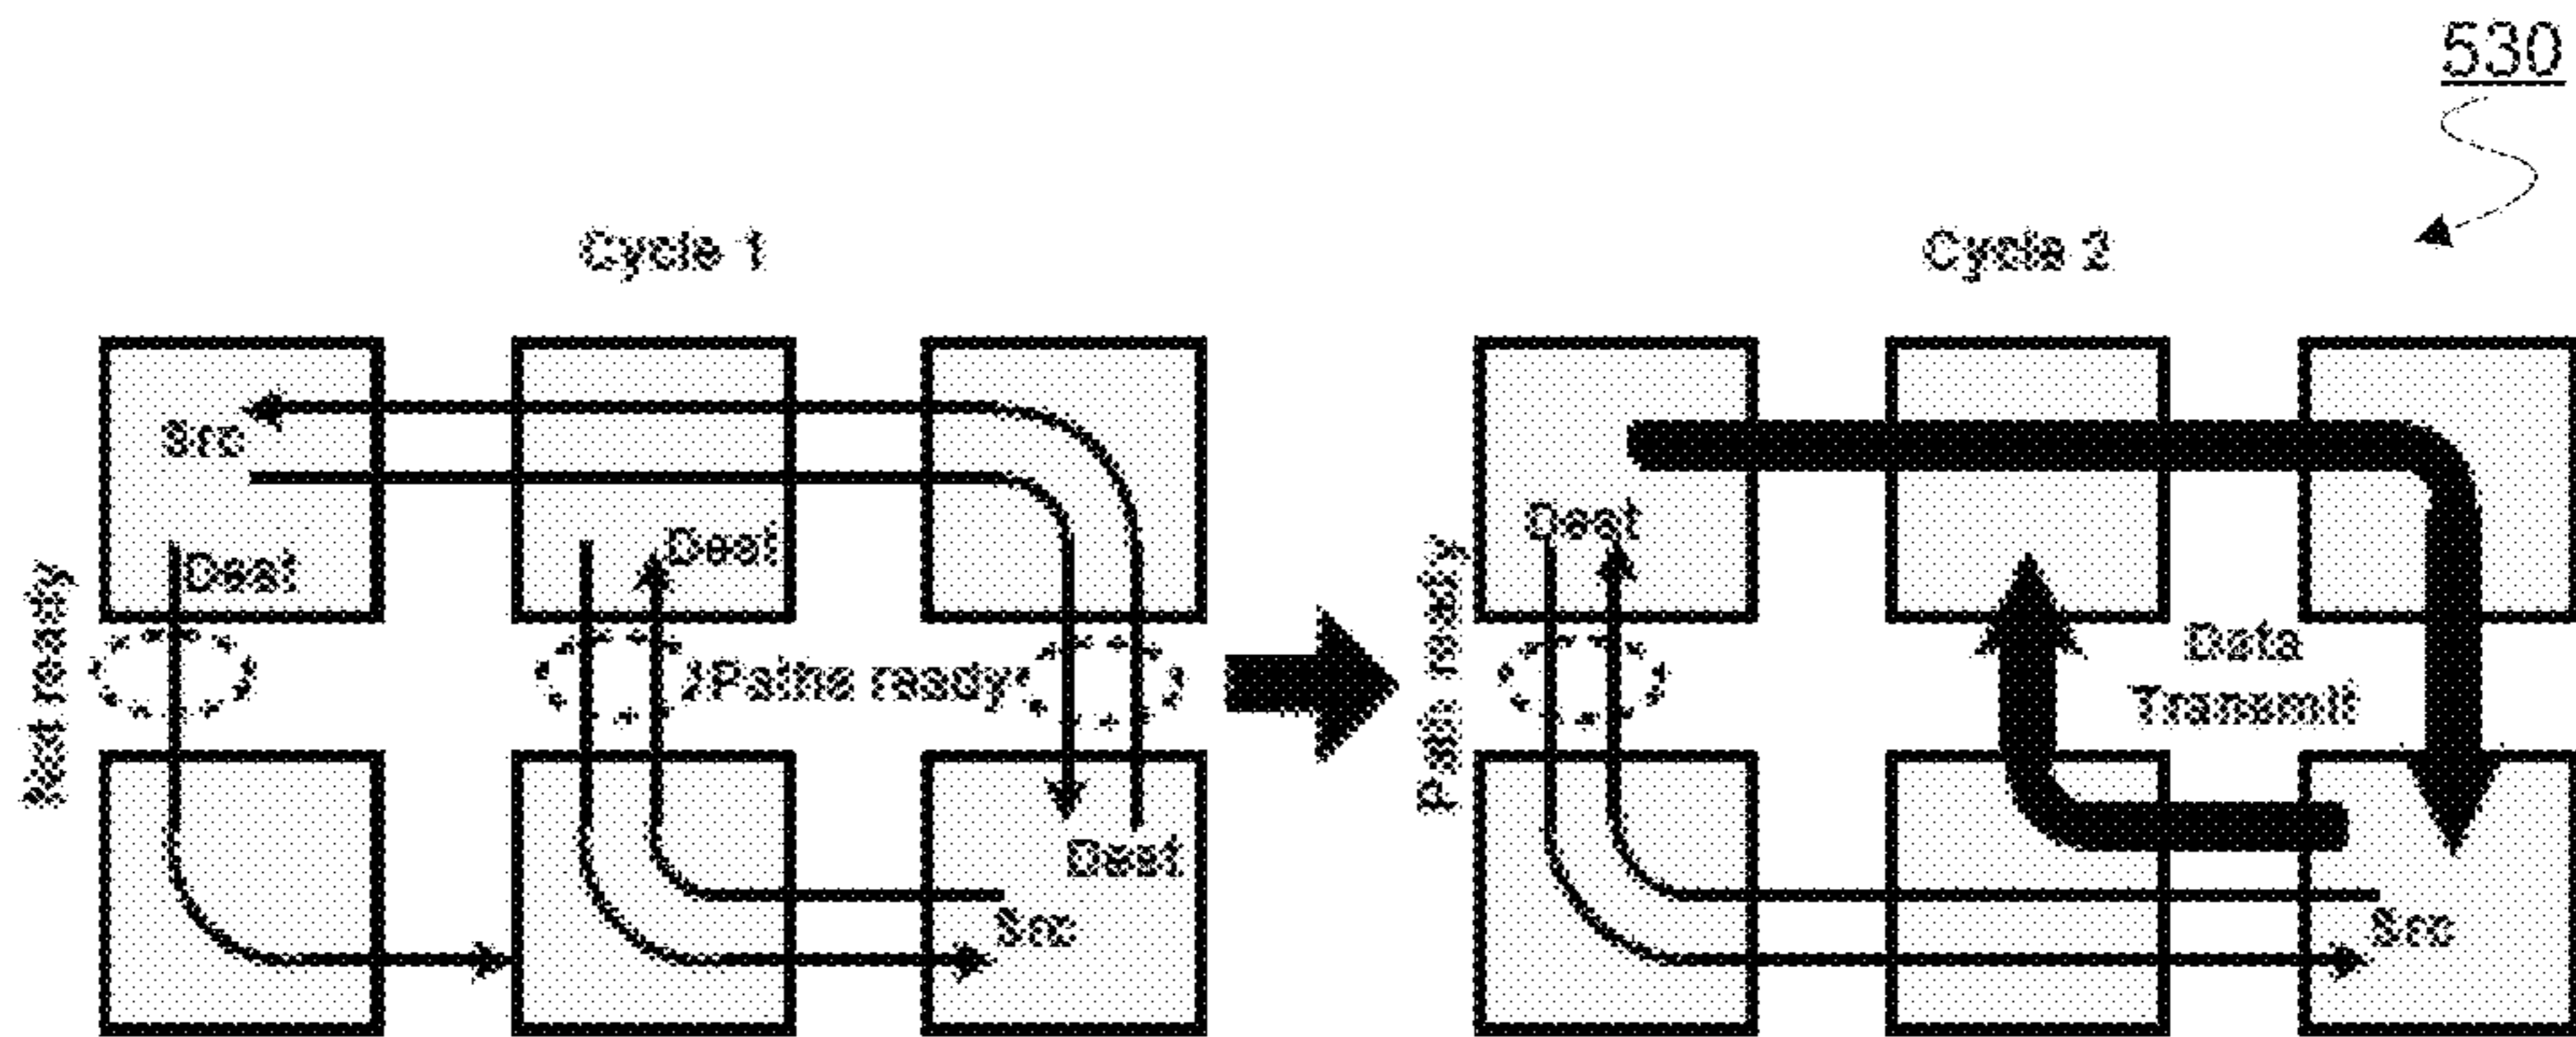 530
Cycle 1
Cycle 2
Src
Dest
Dest
Not ready
Paths ready
Dest
Src
Dest
Path ready
Data
Transmit
Src